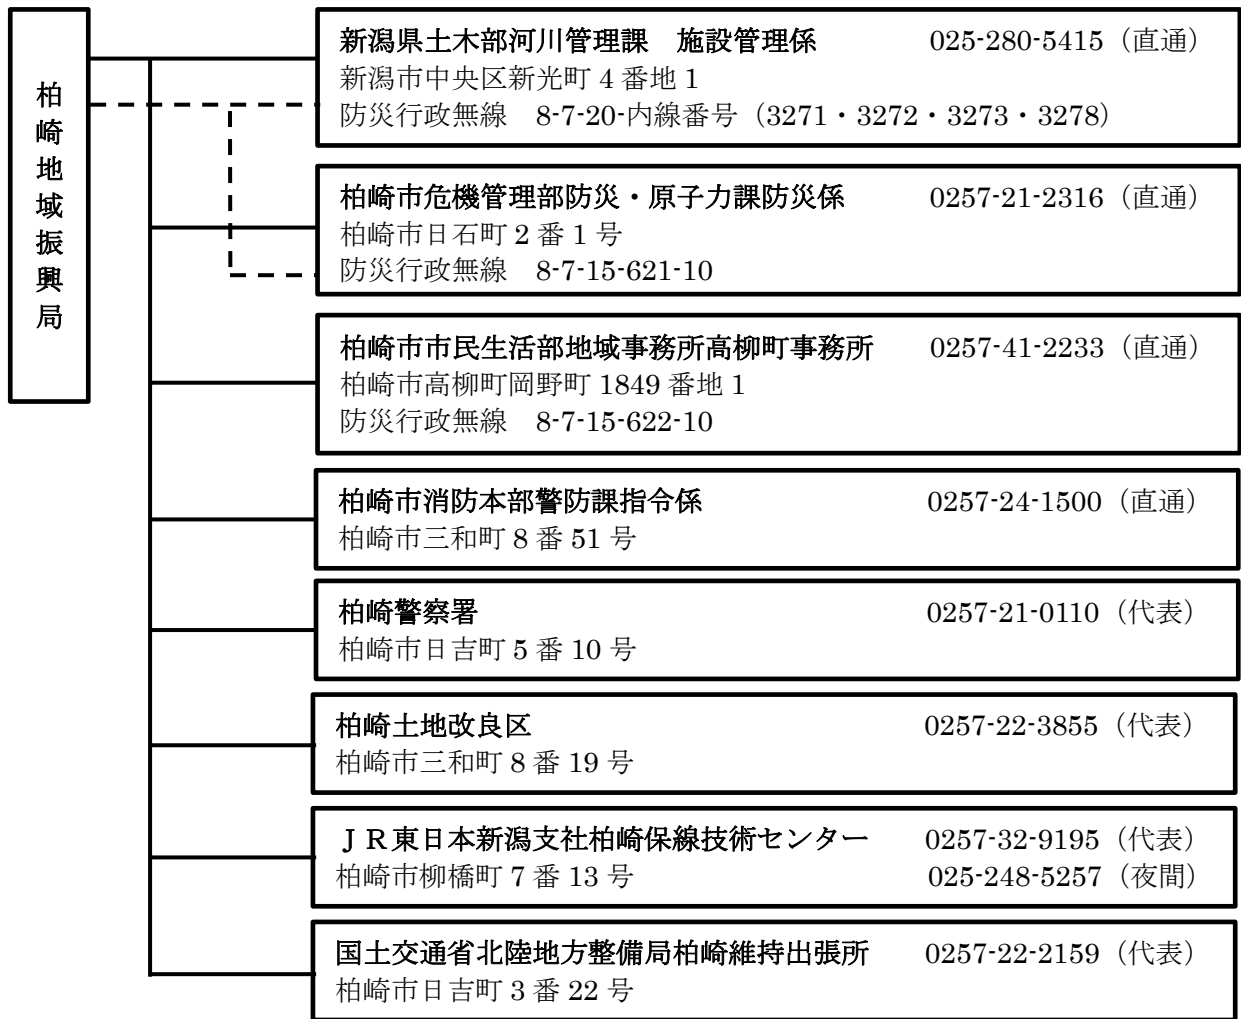 柏崎地域振興局
新潟県土木部河川管理課　施設管理係　025-280-5415（直通）
新潟市中央区新光町 4 番地 1
防災行政無線　8-7-20-内線番号（3271・3272・3273・3278）
柏崎市危機管理部防災・原子力課防災係　0257-21-2316（直通）
柏崎市日石町 2 番 1 号
防災行政無線　8-7-15-621-10
柏崎市市民生活部地域事務所高柳町事務所　0257-41-2233（直通）
柏崎市高柳町岡野町 1849 番地 1
防災行政無線　8-7-15-622-10
柏崎市消防本部警防課指令係　0257-24-1500（直通）
柏崎市三和町 8 番 51 号
柏崎警察署　0257-21-0110（代表）
柏崎市日吉町 5 番 10 号
柏崎土地改良区　0257-22-3855（代表）
柏崎市三和町 8 番 19 号
ＪＲ東日本新潟支社柏崎保線技術センター　0257-32-9195（代表）
柏崎市柳橋町 7 番 13 号　025-248-5257（夜間）
国土交通省北陸地方整備局柏崎維持出張所　0257-22-2159（代表）
柏崎市日吉町 3 番 22 号